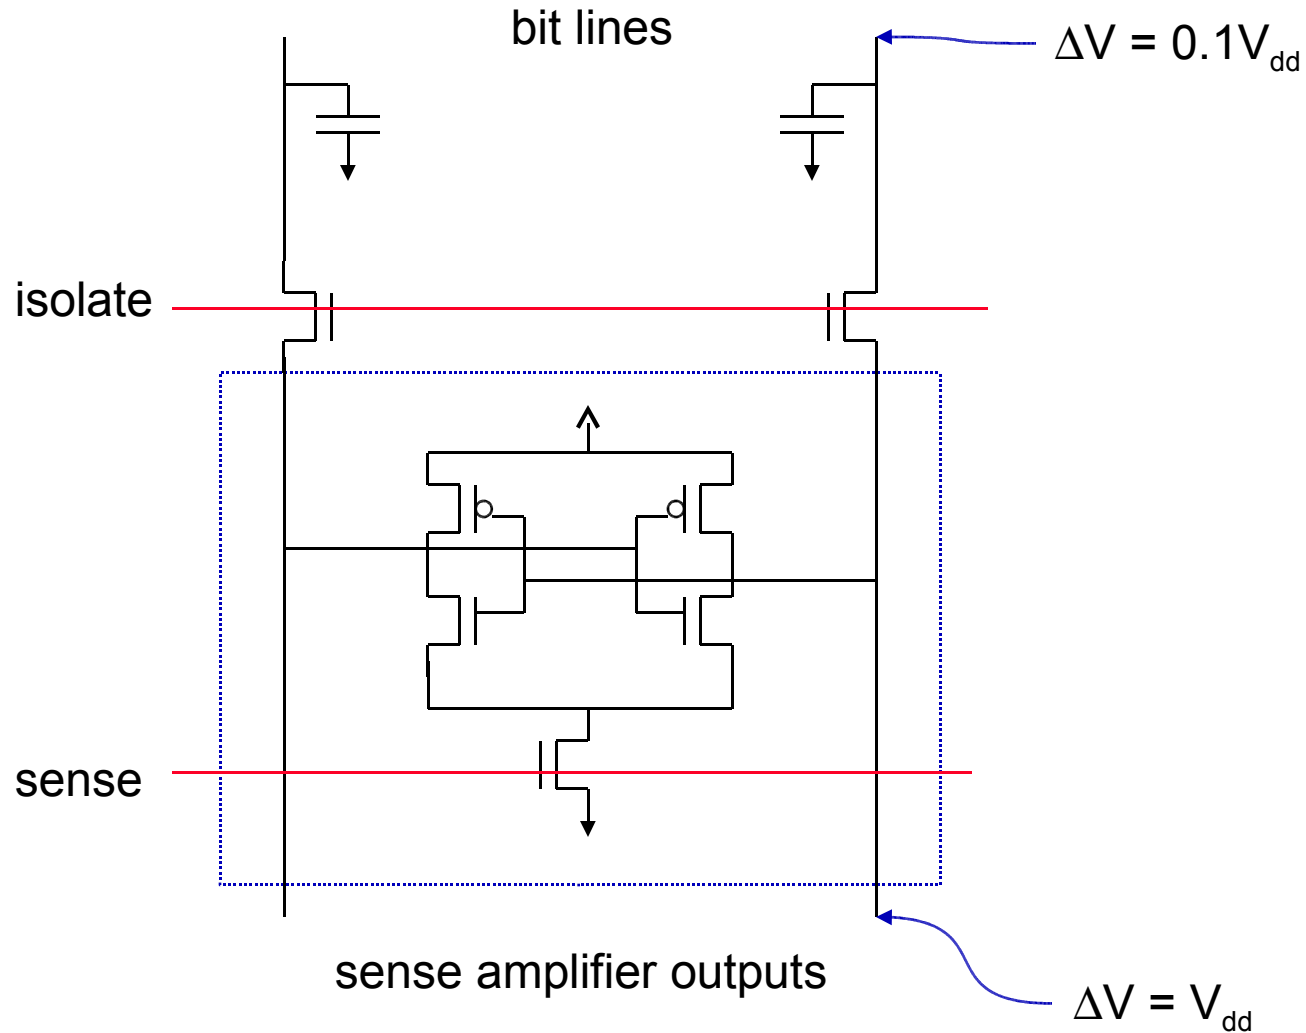 bit lines
ΔV = 0.1Vdd
isolate
sense
sense amplifier outputs
ΔV = Vdd